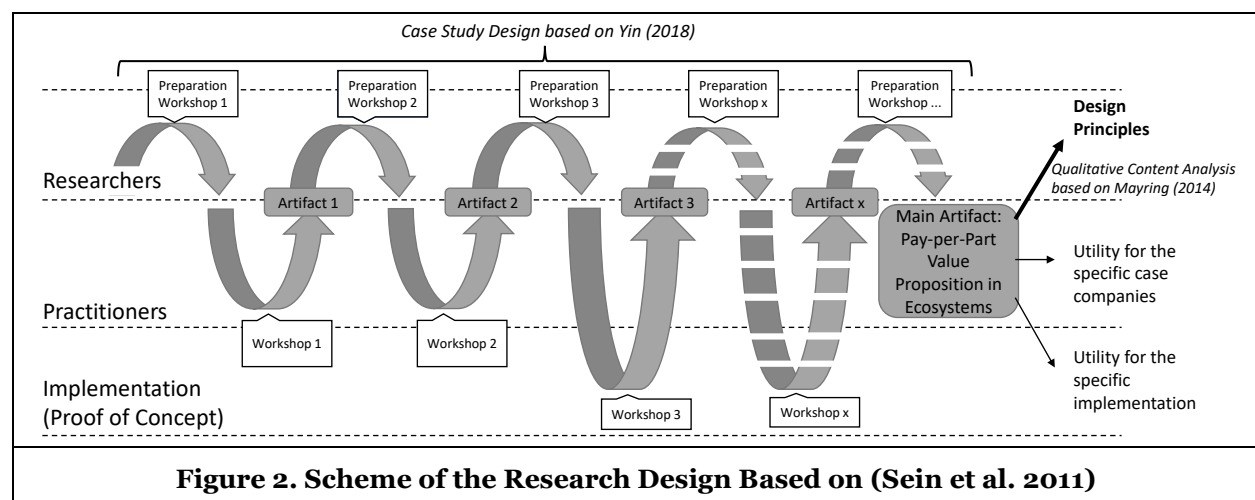 Case Study Design based on Yin (2018)
Preparation
Workshop 1
Preparation
Workshop 2
Preparation
Workshop 3
Preparation
Workshop x
Preparation
Workshop ...
Design
Principles
Qualitative Content Analysis
based on Mayring (2014)
Researchers
Artifact 1
Artifact 2
Artifact 3
Artifact x
Main Artifact:
Pay-per-Part
Value
Proposition in
Ecosystems
Utility for the
specific case
companies
Practitioners
Workshop 1
Workshop 2
Utility for the
specific
implementation
Implementation
(Proof of Concept)
Workshop 3
Workshop x
Figure 2. Scheme of the Research Design Based on (Sein et al. 2011)